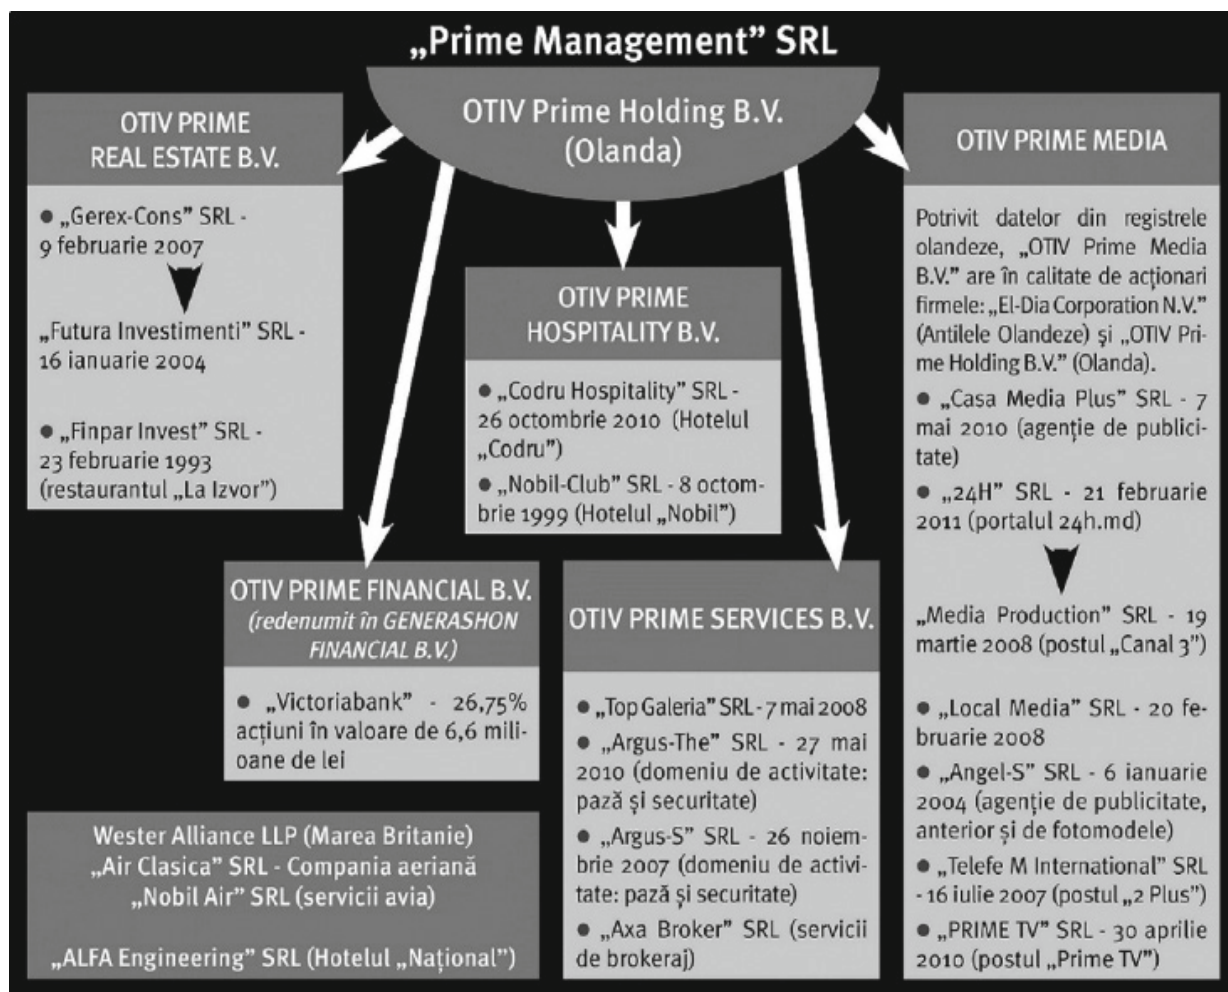 „Prime Management” SRL
OTIV Prime Holding B.V.
(Olanda)
OTIV PRIME
REAL ESTATE B.V.
● „Gerex-Cons” SRL -
9 februarie 2007
„Futura Investimenti” SRL -
16 ianuarie 2004
● „Finpar Invest” SRL -
23 februarie 1993
(restaurantul „La Izvor”)
OTIV PRIME
HOSPITALITY B.V.
● „Codru Hospitality” SRL -
26 octombrie 2010 (Hotelul
„Codru”)
● „Nobil-Club” SRL - 8 octom-
brie 1999 (Hotelul „Nobil”)
OTIV PRIME MEDIA
Potrivit datelor din registrele
olandeze, „OTIV Prime Media
B.V.” are în calitate de acționari
firmele: „El-Dia Corporation N.V.”
(Antilele Olandeze) și „OTIV Pri-
me Holding B.V.” (Olanda).
● „Casa Media Plus” SRL - 7
mai 2010 (agenție de publici-
tate)
● „24H” SRL - 21 februarie
2011 (portalul 24h.md)
„Media Production” SRL - 19
martie 2008 (postul „Canal 3”)
● „Local Media” SRL - 20 fe-
bruarie 2008
● „Angel-S” SRL - 6 ianuarie
2004 (agenție de publicitate,
anterior și de fotomodele)
● „Telefe M International” SRL
- 16 iulie 2007 (postul „2 Plus”)
● „PRIME TV” SRL - 30 aprilie
2010 (postul „Prime TV”)
OTIV PRIME FINANCIAL B.V.
(redenumit în GENERASHON
FINANCIAL B.V.)
● „Victoriabank” - 26,75%
acțiuni în valoare de 6,6 mili-
oane de lei
OTIV PRIME SERVICES B.V.
● „Top Galeria” SRL - 7 mai 2008
● „Argus-The” SRL - 27 mai
2010 (domeniu de activitate:
pază și securitate)
● „Argus-S” SRL - 26 noiem-
brie 2007 (domeniu de activi-
tate: pază și securitate)
● „Axa Broker” SRL (servicii
de brokeraj)
Wester Alliance LLP (Marea Britanie)
„Air Clasica” SRL - Compania aeriană
„Nobil Air” SRL (servicii avia)
„ALFA Engineering” SRL (Hotelul „Național”)